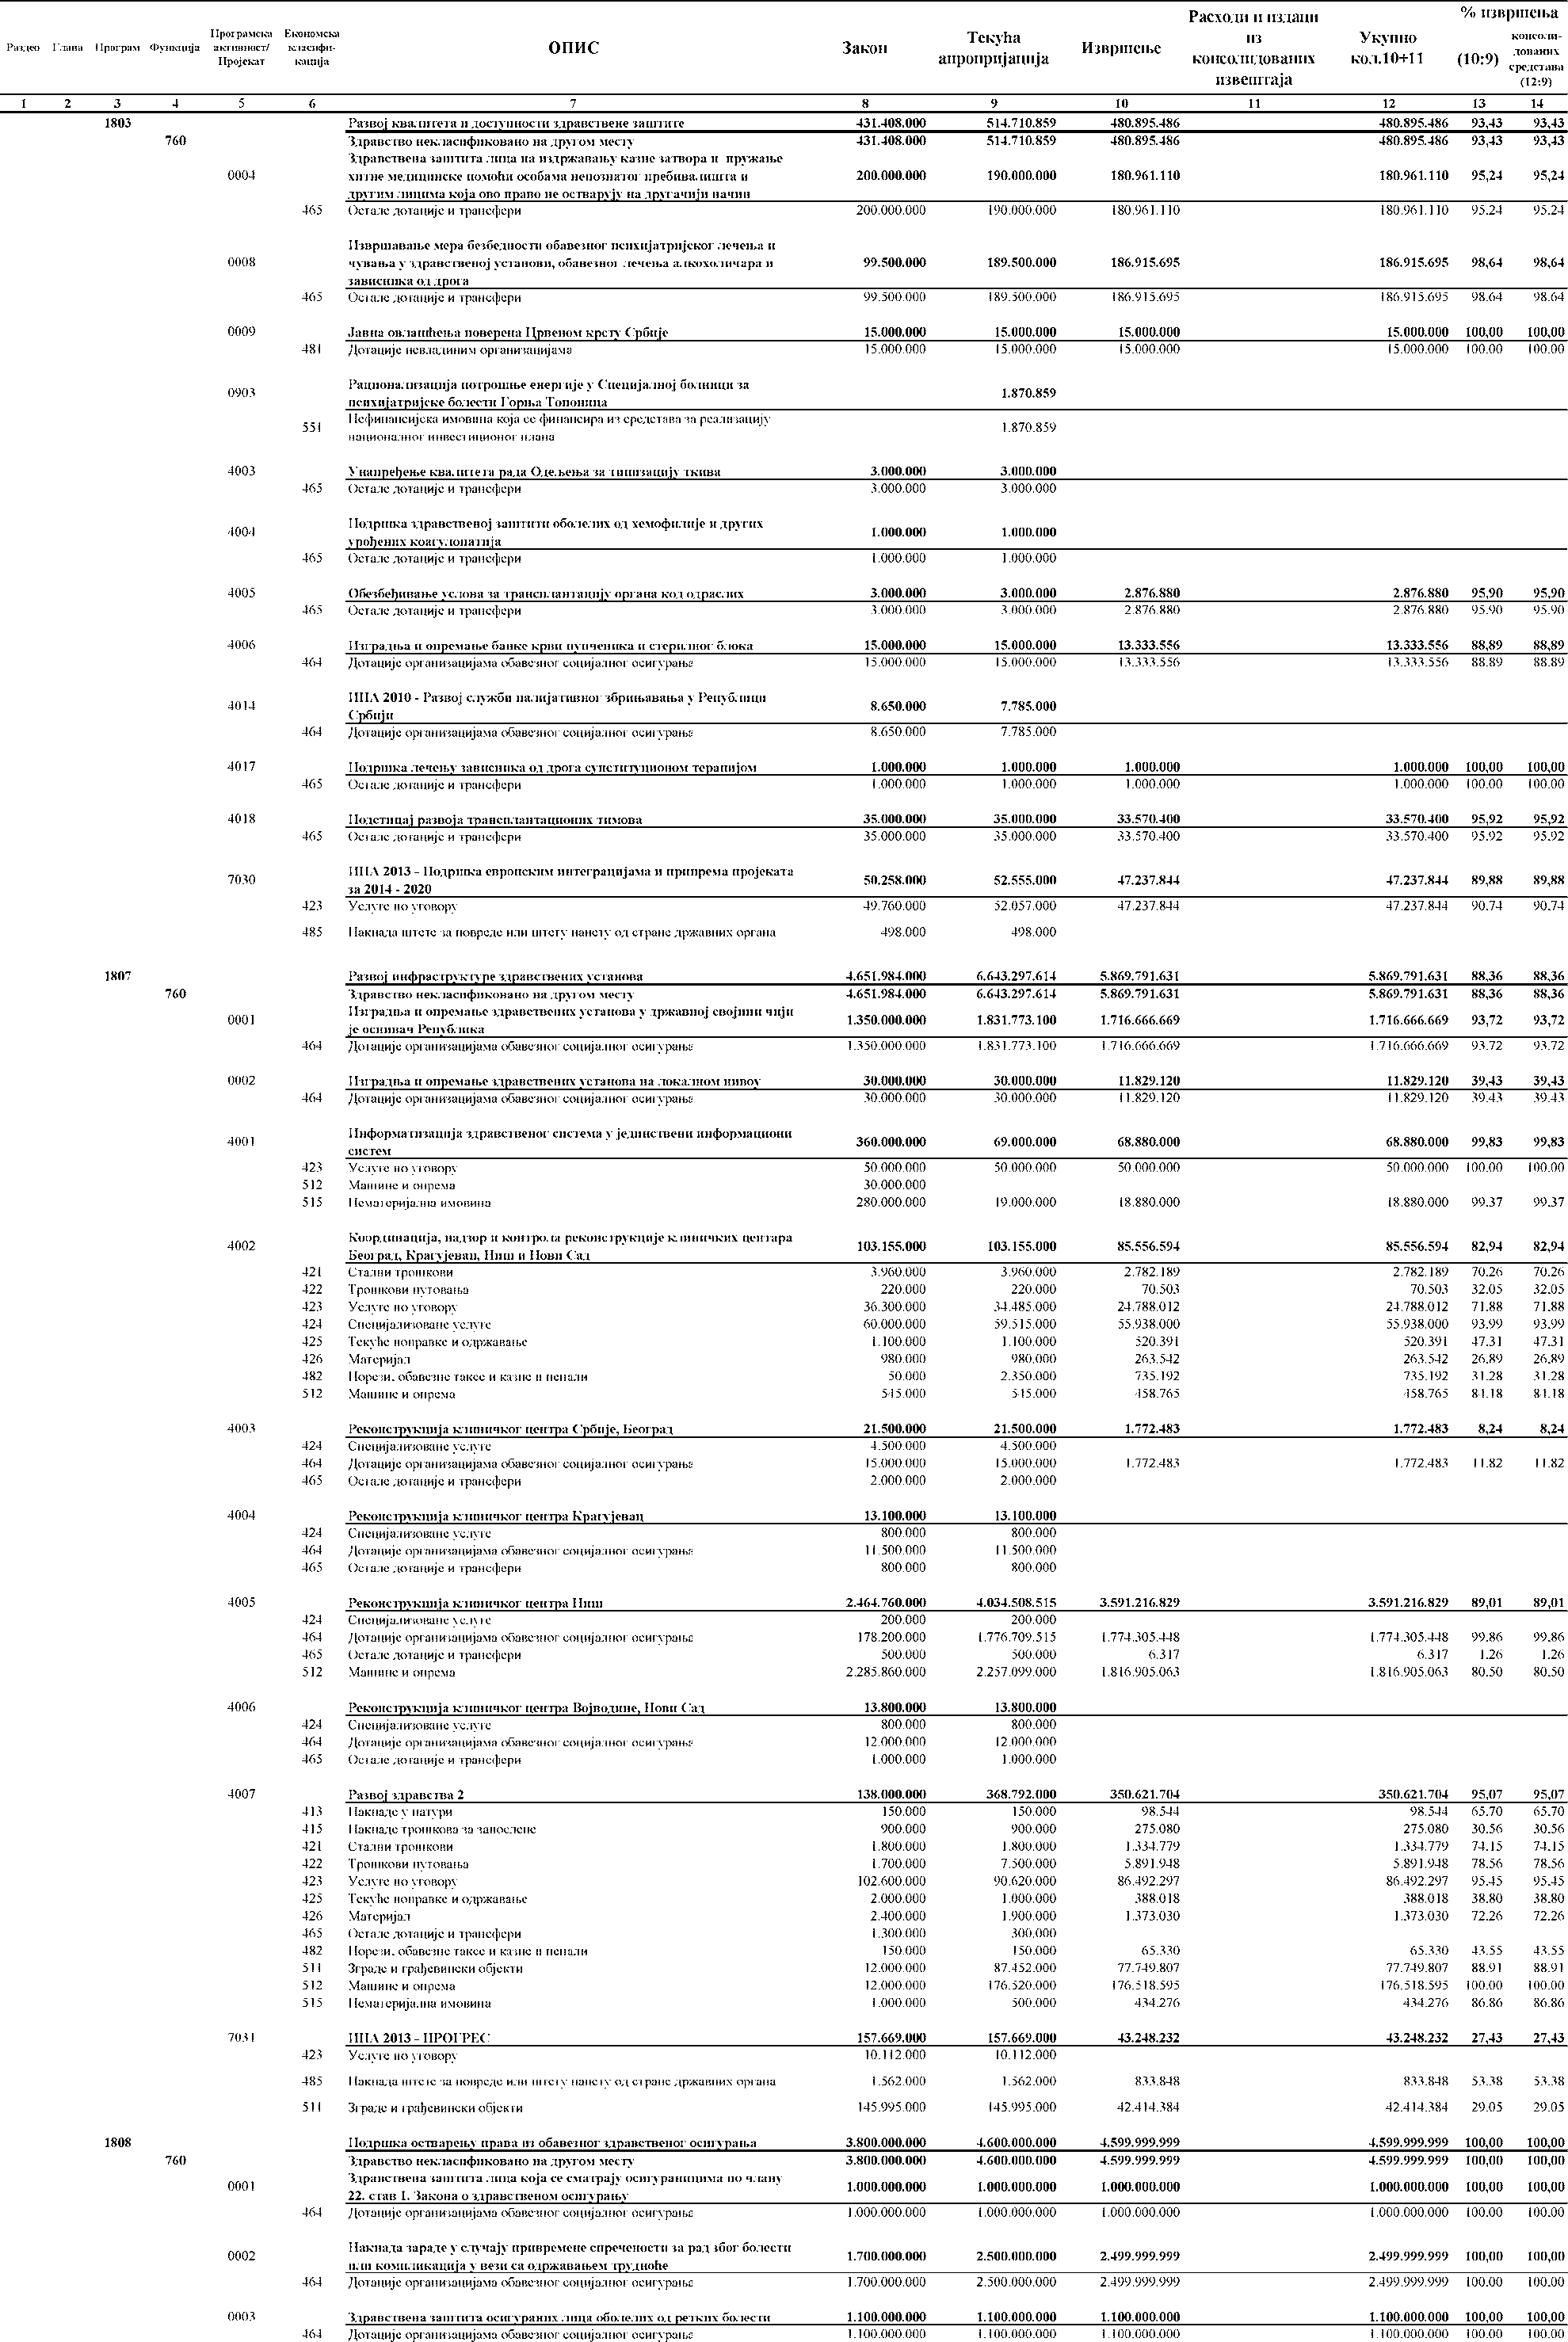 Раздео Глава Програм Функција Програмска активност/ Пројекат Економска класифи-кација ОПИС Закон Текућа апропријација Извршење Расходи и издаци из консолидованих извештаја Укупно кол.10+11 % извршења (10:9) консоли-дованих средстава (12:9)
1 2 3 4 5 6 7 8 9 10 11 12 13 14
1803 Развој квалитета и доступности здравствене заштите 431.408.000 514.710.859 480.895.486 480.895.486 93,43 93,43
760 Здравство некласификовано на другом месту 431.408.000 514.710.859 480.895.486 480.895.486 93,43 93,43
Здравствена заштита лица на издржавању казне затвора и пружање
0004 хитне медицинске помоћи особама непознатог пребивалишта и 200.000.000 190.000.000 180.961.110 180.961.110 95,24 95,24
другим лицима која ово право не остварују на другачији начин
465 Остале дотације и трансфери 200.000.000 190.000.000 180.961.110 180.961.110 95.24 95.24
Извршавање мера безбедности обавезног психијатријског лечења и
0008 чувања у здравственој установи, обавезног лечења алкохоличара и 99.500.000 189.500.000 186.915.695 186.915.695 98,64 98,64
зависника од дрога
465 Остале дотације и трансфери 99.500.000 189.500.000 186.915.695 186.915.695 98.64 98.64
0009 Јавна овлашћења поверена Црвеном крсту Србије 15.000.000 15.000.000 15.000.000 15.000.000 100,00 100,00
481 Дотације невладиним организацијама 15.000.000 15.000.000 15.000.000 15.000.000 100.00 100.00
Рационализација потрошње енергије у Специјалној болници за
0903 психијатријске болести Горња Топоница 1.870.859
Нефинансијска имовина која се финансира из средстава за реализацију
551 националног инвестиционог плана 1.870.859
4003 Унапређење квалитета рада Одељења за типизацију ткива 3.000.000 3.000.000
465 Остале дотације и трансфери 3.000.000 3.000.000
Подршка здравственој заштити оболелих од хемофилије и других
4004 урођених коагулопатија 1.000.000 1.000.000
465 Остале дотације и трансфери 1.000.000 1.000.000
4005 Обезбеђивање услова за трансплантацију органа код одраслих 3.000.000 3.000.000 2.876.880 2.876.880 95,90 95,90
465 Остале дотације и трансфери 3.000.000 3.000.000 2.876.880 2.876.880 95.90 95.90
4006 Изградња и опремање банке крви пупченика и стерилног блока 15.000.000 15.000.000 13.333.556 13.333.556 88,89 88,89
464 Дотације организацијама обавезног социјалног осигурања 15.000.000 15.000.000 13.333.556 13.333.556 88.89 88.89
ИПА 2010 - Развој служби палијативног збрињавања у Републици
4014 Србији 8.650.000 7.785.000
464 Дотације организацијама обавезног социјалног осигурања 8.650.000 7.785.000
4017 Подршка лечењу зависника од дрога супституционом терапијом 1.000.000 1.000.000 1.000.000 1.000.000 100,00 100,00
465 Остале дотације и трансфери 1.000.000 1.000.000 1.000.000 1.000.000 100.00 100.00
4018 Подстицај развоја трансплантационих тимова 35.000.000 35.000.000 33.570.400 33.570.400 95,92 95,92
465 Остале дотације и трансфери 35.000.000 35.000.000 33.570.400 33.570.400 95.92 95.92
ИПА 2013 - Подршка европским интеграцијама и припрема пројеката
7030 за 2014 - 2020 50.258.000 52.555.000 47.237.844 47.237.844 89,88 89,88
423 Услуге по уговору 49.760.000 52.057.000 47.237.844 47.237.844 90.74 90.74
485 Накнада штете за повреде или штету нанету од стране државних органа 498.000 498.000
1807 Развој инфраструктуре здравствених установа 4.651.984.000 6.643.297.614 5.869.791.631 5.869.791.631 88,36 88,36
760 Здравство некласификовано на другом месту 4.651.984.000 6.643.297.614 5.869.791.631 5.869.791.631 88,36 88,36
Изградња и опремање здравствених установа у државној својини чији
0001 је оснивач Република 1.350.000.000 1.831.773.100 1.716.666.669 1.716.666.669 93,72 93,72
464 Дотације организацијама обавезног социјалног осигурања 1.350.000.000 1.831.773.100 1.716.666.669 1.716.666.669 93.72 93.72
0002 Изградња и опремање здравствених установа на локалном нивоу 30.000.000 30.000.000 11.829.120 11.829.120 39,43 39,43
464 Дотације организацијама обавезног социјалног осигурања 30.000.000 30.000.000 11.829.120 11.829.120 39.43 39.43
Информатизација здравственог система у јединствени информациони
4001 систем 360.000.000 69.000.000 68.880.000 68.880.000 99,83 99,83
423 Услуге по уговору 50.000.000 50.000.000 50.000.000 50.000.000 100.00 100.00
512 Машине и опрема 30.000.000
515 Нематеријална имовина 280.000.000 19.000.000 18.880.000 18.880.000 99.37 99.37
Координација, надзор и контрола реконструкције клиничких центара
4002 Београд, Крагујевац, Ниш и Нови Сад 103.155.000 103.155.000 85.556.594 85.556.594 82,94 82,94
421 Стални трошкови 3.960.000 3.960.000 2.782.189 2.782.189 70.26 70.26
422 Трошкови путовања 220.000 220.000 70.503 70.503 32.05 32.05
423 Услуге по уговору 36.300.000 34.485.000 24.788.012 24.788.012 71.88 71.88
424 Специјализоване услуге 60.000.000 59.515.000 55.938.000 55.938.000 93.99 93.99
425 Текуће поправке и одржавање 1.100.000 1.100.000 520.391 520.391 47.31 47.31
426 Материјал 980.000 980.000 263.542 263.542 26.89 26.89
482 Порези, обавезне таксе и казне и пенали 50.000 2.350.000 735.192 735.192 31.28 31.28
512 Машине и опрема 545.000 545.000 458.765 458.765 84.18 84.18
4003 Реконструкција клиничког центра Србије, Београд 21.500.000 21.500.000 1.772.483 1.772.483 8,24 8,24
424 Специјализоване услуге 4.500.000 4.500.000
464 Дотације организацијама обавезног социјалног осигурања 15.000.000 15.000.000 1.772.483 1.772.483 11.82 11.82
465 Остале дотације и трансфери 2.000.000 2.000.000
4004 Реконструкција клиничког центра Крагујевац 13.100.000 13.100.000
424 Специјализоване услуге 800.000 800.000
464 Дотације организацијама обавезног социјалног осигурања 11.500.000 11.500.000
465 Остале дотације и трансфери 800.000 800.000
4005 Реконструкција клиничког центра Ниш 2.464.760.000 4.034.508.515 3.591.216.829 3.591.216.829 89,01 89,01
424 Специјализоване услуге 200.000 200.000
464 Дотације организацијама обавезног социјалног осигурања 178.200.000 1.776.709.515 1.774.305.448 1.774.305.448 99.86 99.86
465 Остале дотације и трансфери 500.000 500.000 6.317 6.317 1.26 1.26
512 Машине и опрема 2.285.860.000 2.257.099.000 1.816.905.063 1.816.905.063 80.50 80.50
4006 Реконструкција клиничког центра Војводине, Нови Сад 13.800.000 13.800.000
424 Специјализоване услуге 800.000 800.000
464 Дотације организацијама обавезног социјалног осигурања 12.000.000 12.000.000
465 Остале дотације и трансфери 1.000.000 1.000.000
4007 Развој здравства 2 138.000.000 368.792.000 350.621.704 350.621.704 95,07 95,07
413 Накнаде у натури 150.000 150.000 98.544 98.544 65.70 65.70
415 Накнаде трошкова за запослене 900.000 900.000 275.080 275.080 30.56 30.56
421 Стални трошкови 1.800.000 1.800.000 1.334.779 1.334.779 74.15 74.15
422 Трошкови путовања 1.700.000 7.500.000 5.891.948 5.891.948 78.56 78.56
423 Услуге по уговору 102.600.000 90.620.000 86.492.297 86.492.297 95.45 95.45
425 Текуће поправке и одржавање 2.000.000 1.000.000 388.018 388.018 38.80 38.80
426 Материјал 2.400.000 1.900.000 1.373.030 1.373.030 72.26 72.26
465 Остале дотације и трансфери 1.300.000 300.000
482 Порези, обавезне таксе и казне и пенали 150.000 150.000 65.330 65.330 43.55 43.55
511 Зграде и грађевински објекти 12.000.000 87.452.000 77.749.807 77.749.807 88.91 88.91
512 Машине и опрема 12.000.000 176.520.000 176.518.595 176.518.595 100.00 100.00
515 Нематеријална имовина 1.000.000 500.000 434.276 434.276 86.86 86.86
7031 ИПА 2013 - ПРОГРЕС 157.669.000 157.669.000 43.248.232 43.248.232 27,43 27,43
423 Услуге по уговору 10.112.000 10.112.000
485 Накнада штете за повреде или штету нанету од стране државних органа 1.562.000 1.562.000 833.848 833.848 53.38 53.38
511 Зграде и грађевински објекти 145.995.000 145.995.000 42.414.384 42.414.384 29.05 29.05
1808 Подршка остварењу права из обавезног здравственог осигурања 3.800.000.000 4.600.000.000 4.599.999.999 4.599.999.999 100,00 100,00
760 Здравство некласификовано на другом месту 3.800.000.000 4.600.000.000 4.599.999.999 4.599.999.999 100,00 100,00
Здравствена заштита лица која се сматрају осигураницима по члану
0001 22. став 1. Закона о здравственом осигурању 1.000.000.000 1.000.000.000 1.000.000.000 1.000.000.000 100,00 100,00
464 Дотације организацијама обавезног социјалног осигурања 1.000.000.000 1.000.000.000 1.000.000.000 1.000.000.000 100.00 100.00
Накнада зараде у случају привремене спречености за рад због болести
0002 или компликација у вези са одржавањем трудноће 1.700.000.000 2.500.000.000 2.499.999.999 2.499.999.999 100,00 100,00
464 Дотације организацијама обавезног социјалног осигурања 1.700.000.000 2.500.000.000 2.499.999.999 2.499.999.999 100.00 100.00
0003 Здравствена заштита осигураних лица оболелих од ретких болести 1.100.000.000 1.100.000.000 1.100.000.000 1.100.000.000 100,00 100,00
464 Дотације организацијама обавезног социјалног осигурања 1.100.000.000 1.100.000.000 1.100.000.000 1.100.000.000 100.00 100.00